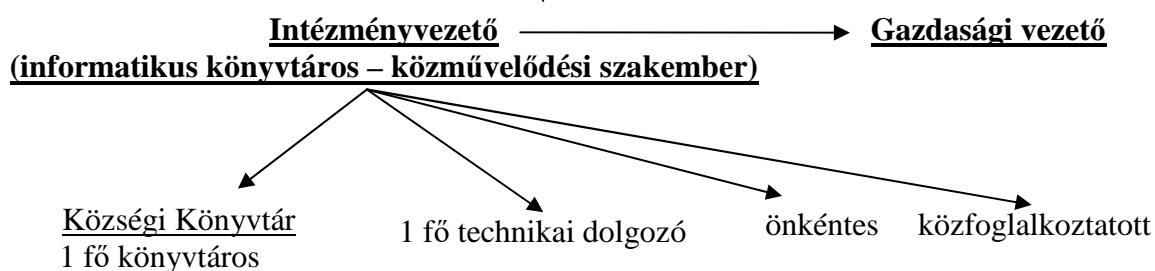 Intézményvezető Gazdasági vezető
(informatikus könyvtáros – közművelődési szakember)
Községi Könyvtár 1 fő technikai dolgozó önkéntes közfoglalkoztatott
1 fő könyvtáros